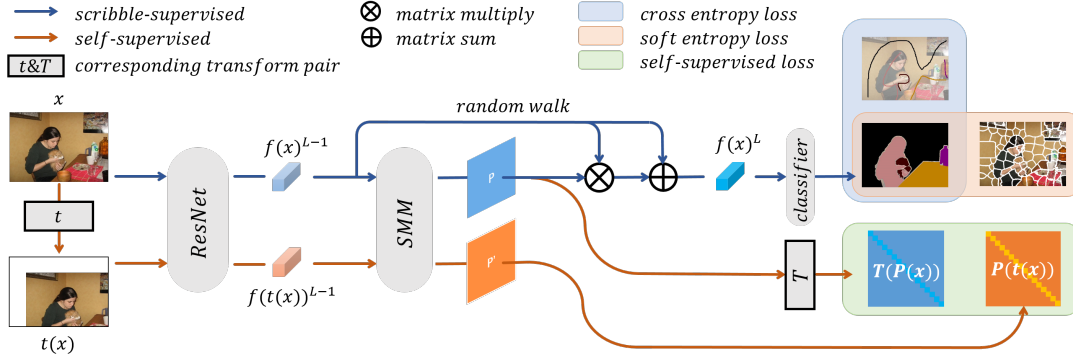 scribble-supervised
self-supervised
t&T corresponding transform pair
matrix multiply
matrix sum
cross entropy loss
soft entropy loss
self-supervised loss
x
random walk
f(x)^{L-1}
f(x)^L
ResNet
SMM
P
classifier
t
P'
T
T(P(x))
P(t(x))
f(t(x))^{L-1}
t(x)